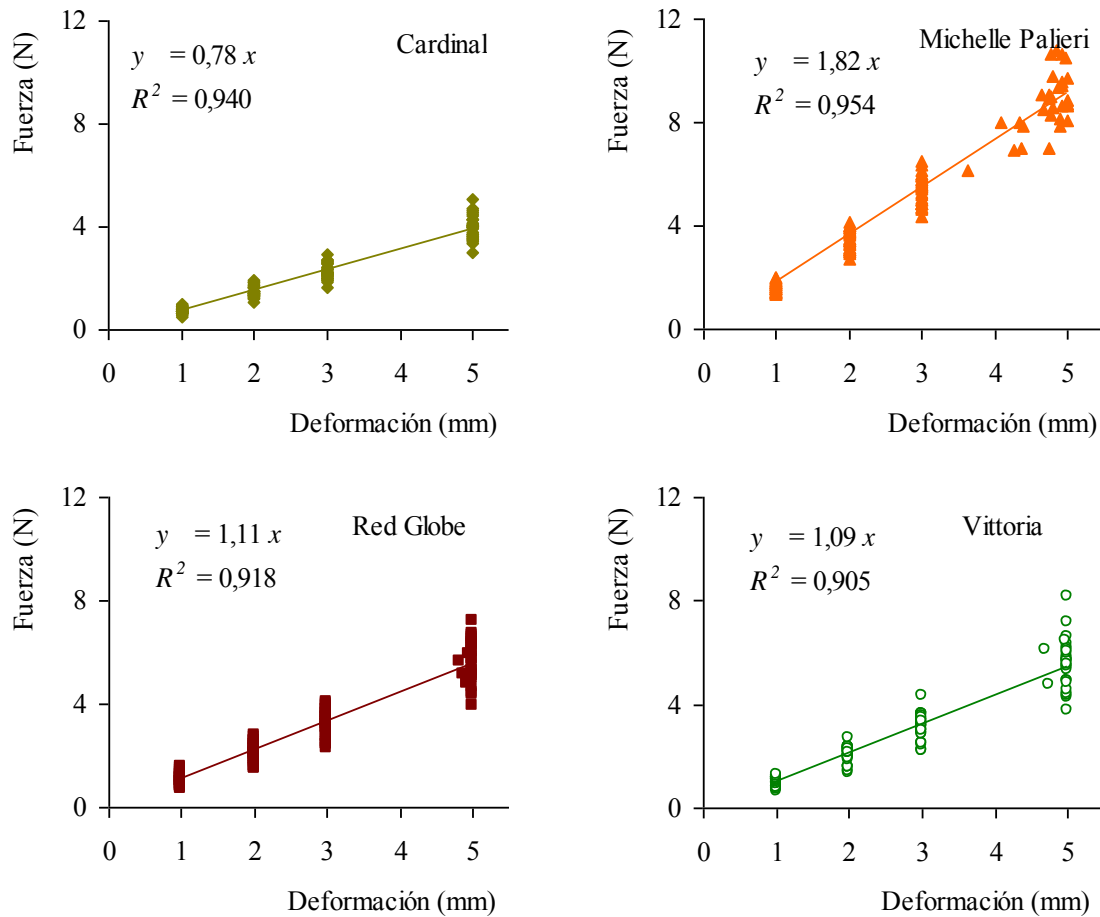 Fuerza (N)
12
8
4
0
y = 0,78 x
R² = 0,940
Cardinal
0 1 2 3 4 5
Deformación (mm)
Fuerza (N)
12
8
4
0
y = 1,82 x
R² = 0,954
Michelle Palieri
0 1 2 3 4 5
Deformación (mm)
Fuerza (N)
12
8
4
0
y = 1,11 x
R² = 0,918
Red Globe
0 1 2 3 4 5
Deformación (mm)
Fuerza (N)
12
8
4
0
y = 1,09 x
R² = 0,905
Vittoria
0 1 2 3 4 5
Deformación (mm)